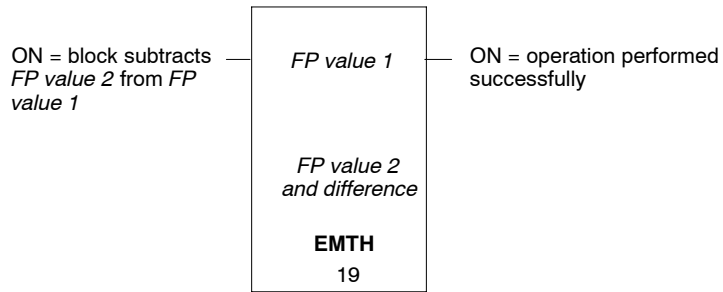 ON = block subtracts
FP value 2 from FP
value 1
FP value 1
ON = operation performed
successfully
FP value 2
and difference
EMTH
19